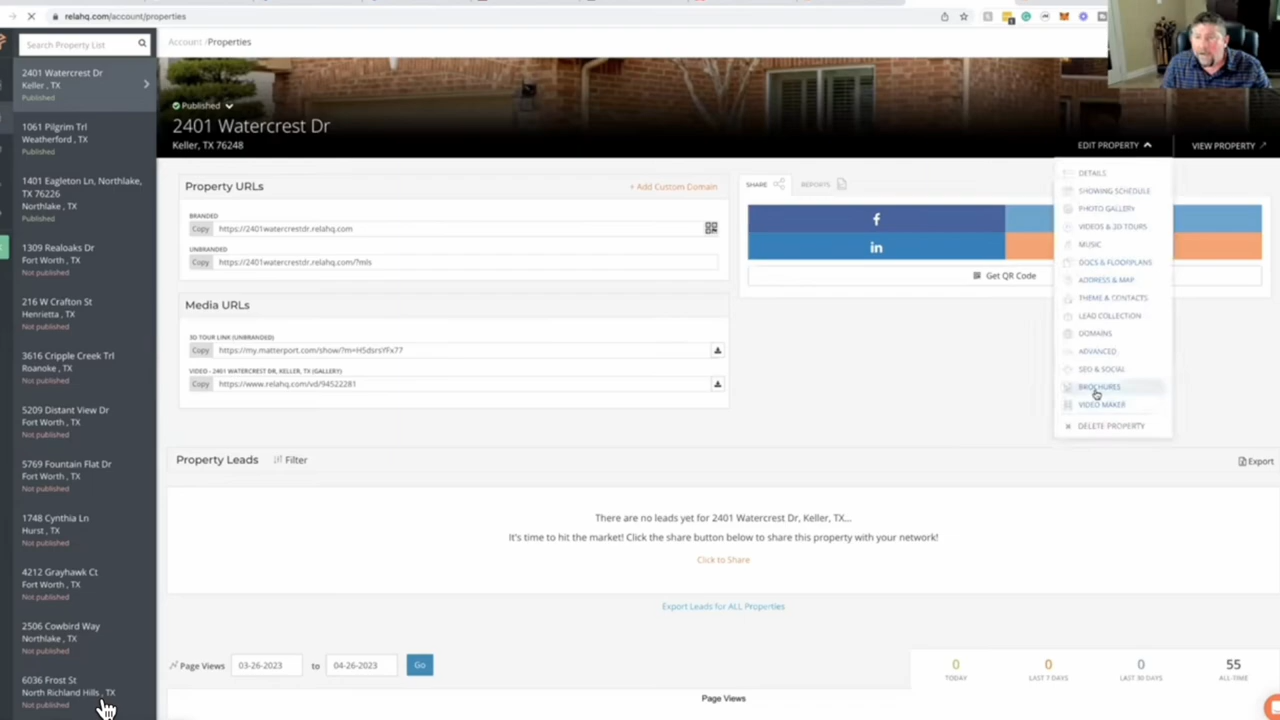 relahq.com/account/properties
Search Property List
Account /Properties
2401 Watercrest Dr
Keller , TX
Published
1061 Pilgrim Trl
Weatherford , TX
Published
1401 Eagleton Ln, Northlake,
TX 76226
Northlake , TX
Published
1309 Realoaks Dr
Fort Worth , TX
Not published
216 W Crafton St
Henrietta , TX
Not published
3616 Cripple Creek Trl
Roanoke , TX
Not published
5209 Distant View Dr
Fort Worth , TX
Not published
5769 Fountain Flat Dr
Fort Worth , TX
Not published
1748 Cynthia Ln
Hurst , TX
Not published
4212 Grayhawk Ct
Fort Worth , TX
Not published
2506 Cowbird Way
Northlake , TX
Not published
6036 Frost St
North Richland Hills , TX
Not published
Published
2401 Watercrest Dr
Keller, TX 76248
EDIT PROPERTY
VIEW PROPERTY
Property URLs
+ Add Custom Domain
BRANDED
Copy https://2401watercrestdr.relahq.com
UNBRANDED
Copy https://2401watercrestdr.relahq.com/?mls
Media URLs
3D TOUR LINK (UNBRANDED)
Copy https://my.matterport.com/show/?m=H5dsrsYFx77
VIDEO - 2401 WATERCREST DR, KELLER, TX (GALLERY)
Copy https://www.relahq.com/vd/94522281
SHARE
REPORTS
f
in
Get QR Code
DETAILS
SHOWING SCHEDULE
PHOTO GALLERY
VIDEOS & 3D TOURS
MUSIC
DOCS & FLOORPLANS
ADDRESS & MAP
THEME & CONTACTS
LEAD COLLECTION
DOMAINS
ADVANCED
SEO & SOCIAL
BROCHURES
VIDEO MAKER
DELETE PROPERTY
Property Leads
Filter
Export
There are no leads yet for 2401 Watercrest Dr, Keller, TX...
It's time to hit the market! Click the share button below to share this property with your network!
Click to Share
Export Leads for ALL Properties
Page Views 03-26-2023 to 04-26-2023 Go
0 0 0 55
TODAY LAST 7 DAYS LAST 30 DAYS ALL-TIME
Page Views